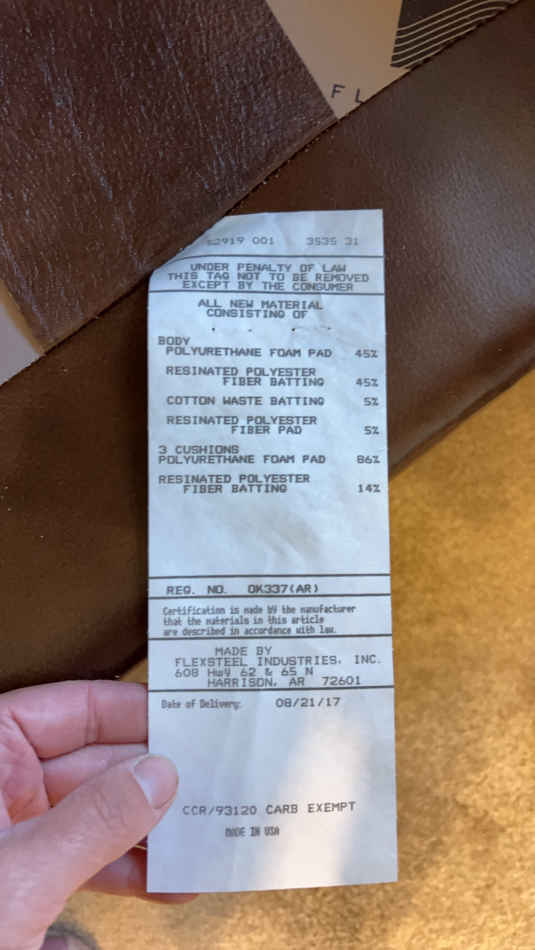 FL
2919 001 3535 31
UNDER PENALTY OF LAW
THIS TAG NOT TO BE REMOVED
EXCEPT BY THE CONSUMER
ALL NEW MATERIAL
CONSISTING OF
BODY
POLYURETHANE FOAM PAD 45%
RESINATED POLYESTER
FIBER BATTING 45%
COTTON WASTE BATTING 5%
RESINATED POLYESTER
FIBER PAD 5%
3 CUSHIONS
POLYURETHANE FOAM PAD 86%
RESINATED POLYESTER
FIBER BATTING 14%
REG. NO. OK337(AR)
Certification is made by the manufacturer
that the materials in this article
are described in accordance with law.
MADE BY
FLEXSTEEL INDUSTRIES, INC.
608 HWY 62 & 65 N
HARRISON, AR 72601
Date of Delivery: 08/21/17
CCR/93120 CARB EXEMPT
MADE IN USA